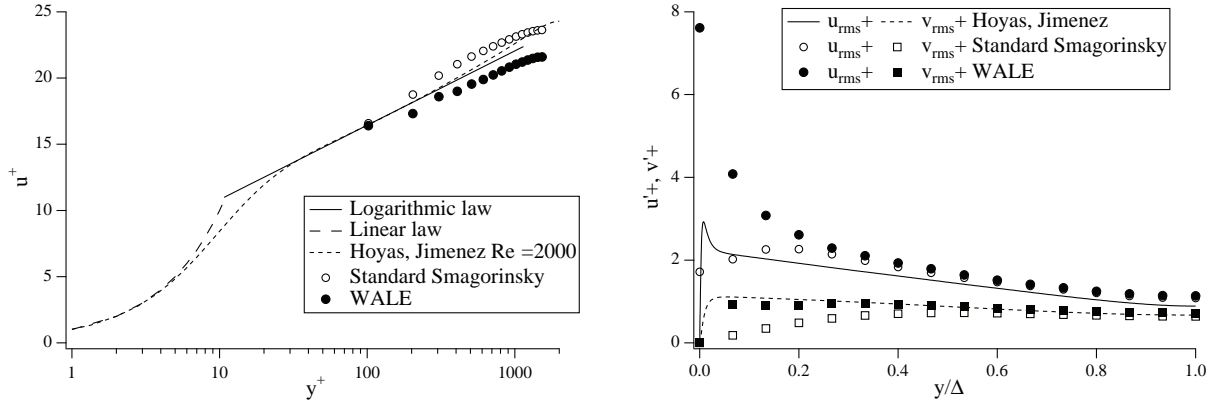 25
20
15
10
5
0
u+
1
10
100
1000
y+
Logarithmic law
Linear law
Hoyas, Jimenez Re =2000
Standard Smagorinsky
WALE
8
6
4
2
0
u'+, v'+
0.0
0.2
0.4
0.6
0.8
1.0
y/Δ
urms+ vrms+ Hoyas, Jimenez
urms+ vrms+ Standard Smagorinsky
urms+ vrms+ WALE